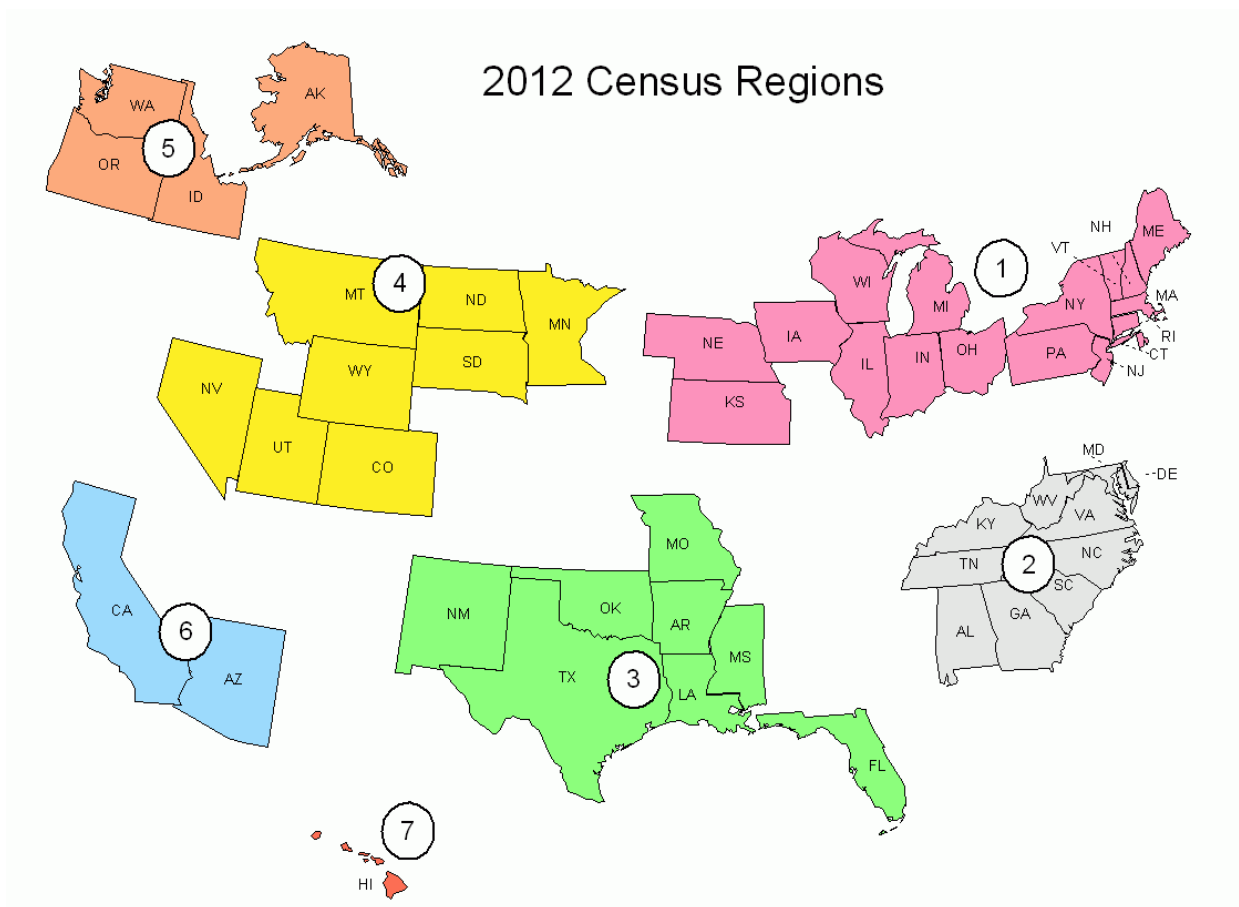 2012 Census Regions
WA
AK
5
OR
ID
4
MT
ND
MN
WY
SD
NV
UT
CO
1
NH
ME
VT
WI
MI
NY
MA
RI
CT
NJ
NE
IA
IL
IN
OH
PA
KS
MD
DE
WV
KY
VA
2
TN
NC
SC
AL
GA
CA
6
AZ
MO
NM
OK
AR
MS
TX
3
LA
FL
7
HI